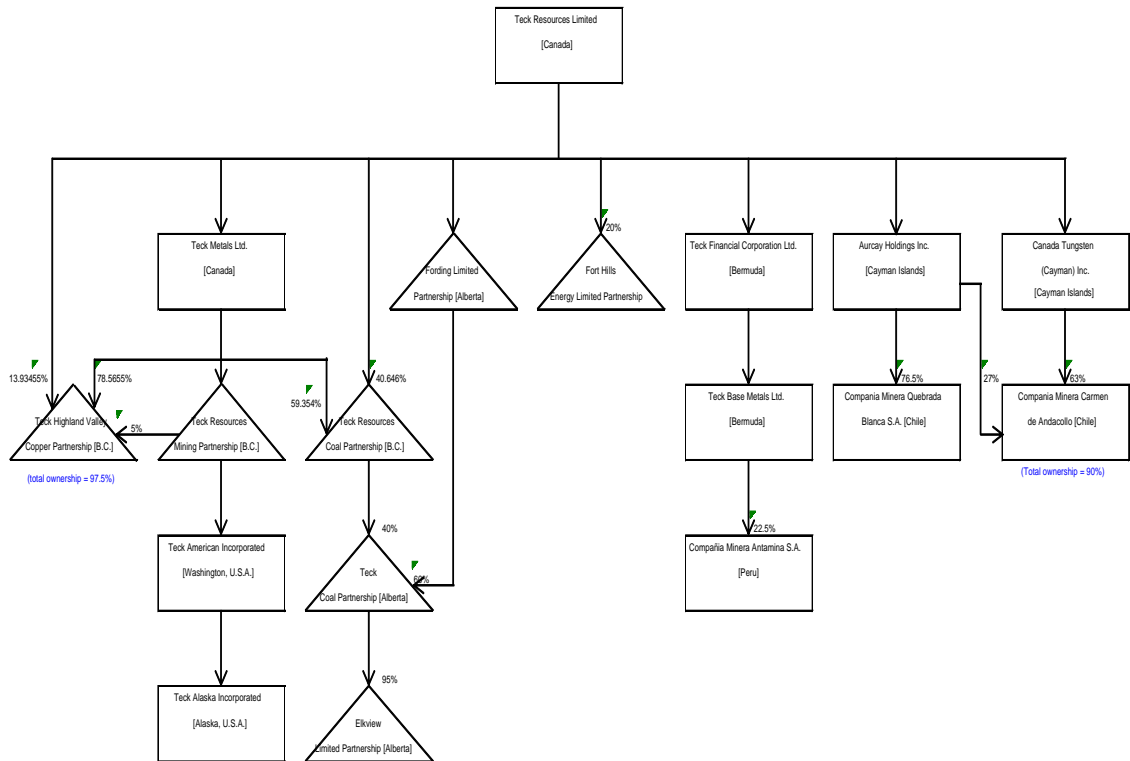 Teck Resources Limited
[Canada]
20%
Teck Metals Ltd.
[Canada]
Fording Limited
Partnership [Alberta]
Fort Hills
Energy Limited Partnership
Teck Financial Corporation Ltd.
[Bermuda]
Aurcay Holdings Inc.
[Cayman Islands]
Canada Tungsten
(Cayman) Inc.
[Cayman Islands]
13.93455%
78.5655%
59.354%
40.646%
76.5%
27%
63%
Teck Highland Valley
Copper Partnership [B.C.]
(total ownership = 97.5%)
5%
Teck Resources
Mining Partnership [B.C.]
Teck Resources
Coal Partnership [B.C.]
Teck Base Metals Ltd.
[Bermuda]
Compania Minera Quebrada
Blanca S.A. [Chile]
Compania Minera Carmen
de Andacollo [Chile]
(Total ownership = 90%)
40%
22.5%
Teck American Incorporated
[Washington, U.S.A.]
Teck
Coal Partnership [Alberta]
60%
Compañia Minera Antamina S.A.
[Peru]
95%
Teck Alaska Incorporated
[Alaska, U.S.A.]
Elkview
Limited Partnership [Alberta]